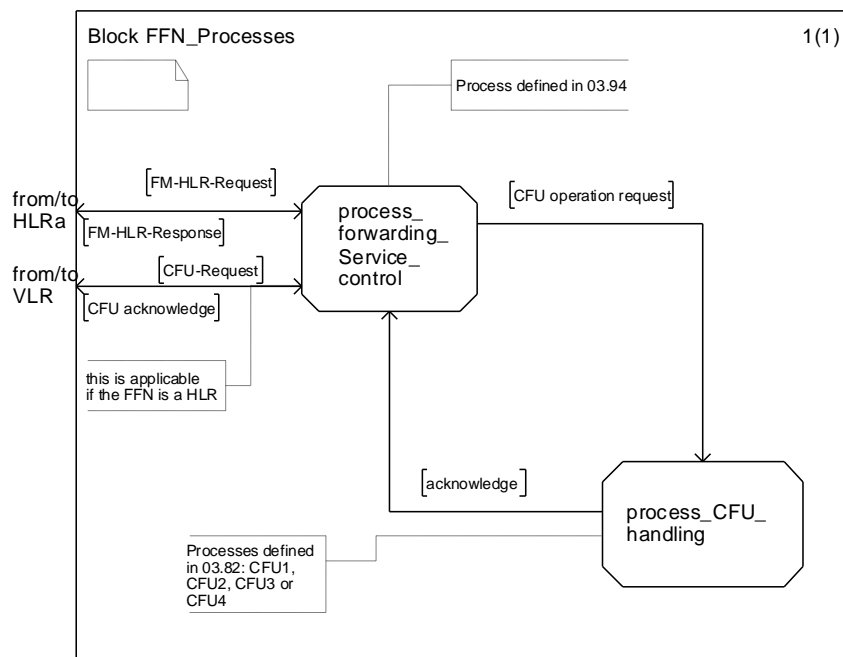 Block FFN_Processes
1(1)
Process defined in 03.94
[FM-HLR-Request]
from/to
HLRa
[FM-HLR-Response]
process_
forwarding_
Service_
control
[CFU operation request]
[CFU-Request]
from/to
VLR
[CFU acknowledge]
this is applicable
if the FFN is a HLR
[acknowledge]
process_CFU_
handling
Processes defined
in 03.82: CFU1,
CFU2, CFU3 or
CFU4